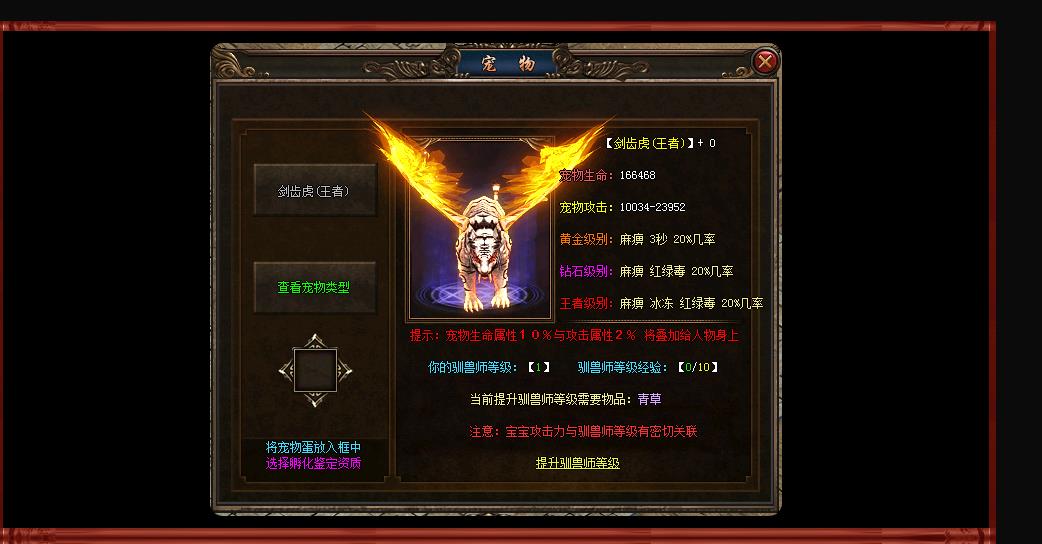 宠 物
剑齿虎(王者)
查看宠物类型
将宠物蛋放入框中
选择孵化鉴定资质
【剑齿虎(王者)】+ 0
宠物生命: 166468
宠物攻击: 10034-23952
黄金级别: 麻痹 3秒 20%几率
钻石级别: 麻痹 红绿毒 20%几率
王者级别: 麻痹 冰冻 红绿毒 20%几率
提示: 宠物生命属性10%与攻击属性2% 将叠加给人物身上
你的驯兽师等级: 【1】 驯兽师等级经验: 【0/10】
当前提升驯兽师等级需要物品: 青草
注意: 宝宝攻击力与驯兽师等级有密切关联
提升驯兽师等级